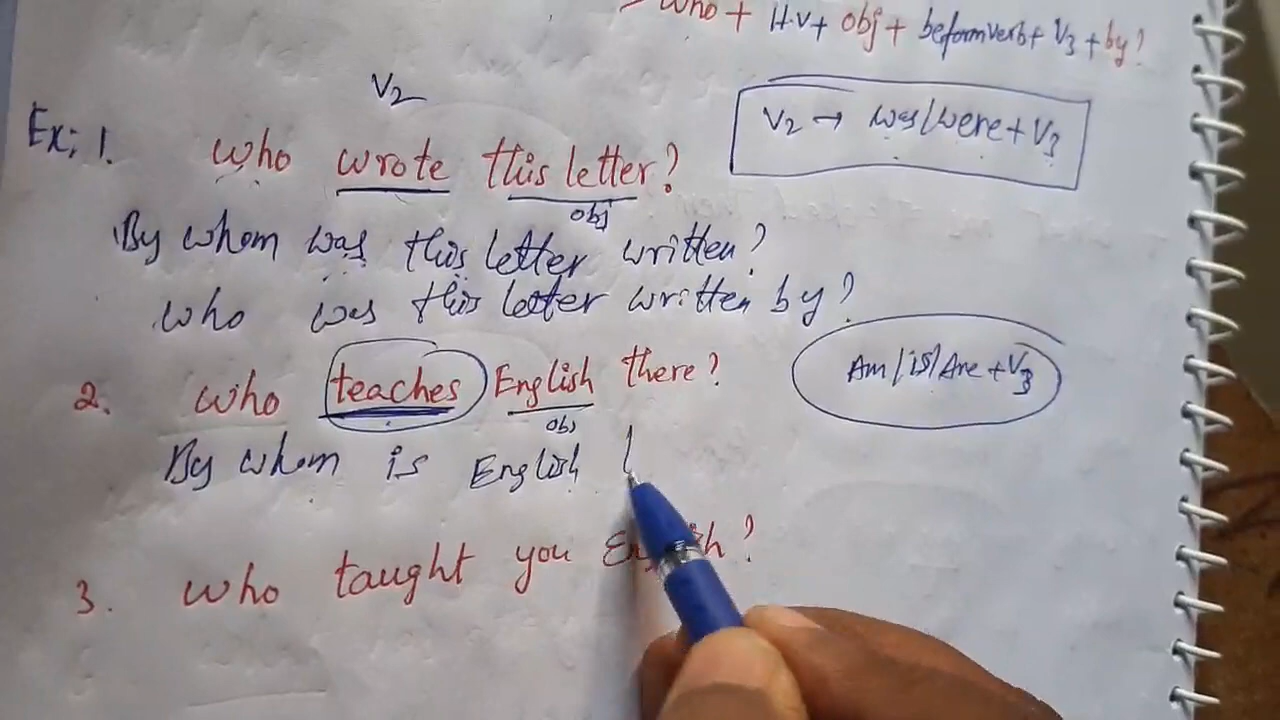 Who + H.V + Obj + beformverb + V3 + by?
V2
V2 → was/were + V3
Ex; 1. Who wrote this letter?
obj
By whom was this letter written?
Who was this letter written by?
Am/is/Are + V3
2. Who teaches English there?
obj
By whom is English
3. Who taught you English?